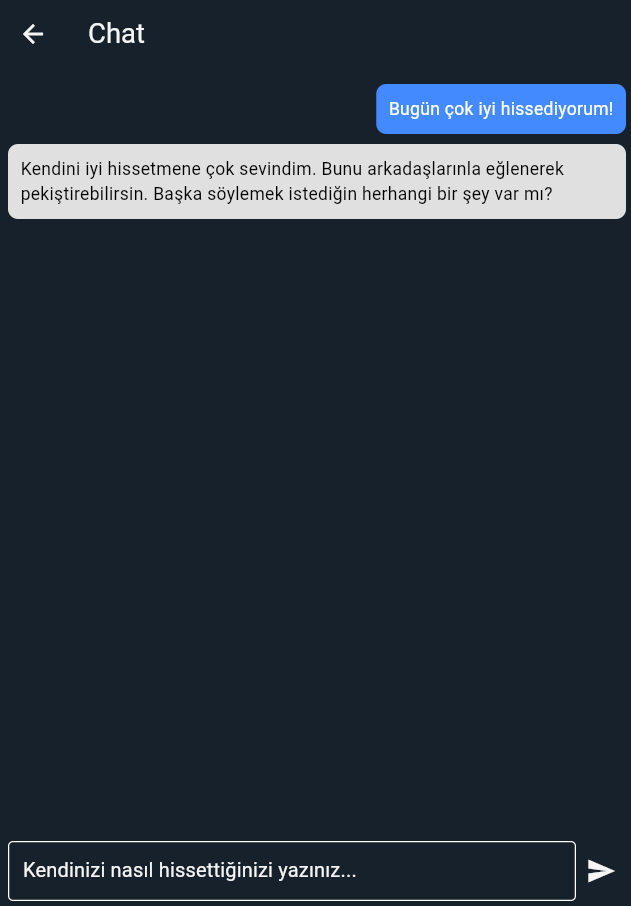 Chat
Bugün çok iyi hissediyorum!
Kendini iyi hissetmene çok sevindim. Bunu arkadaşlarınla eğlenerek
pekiştirebilirsin. Başka söylemek istediğin herhangi bir şey var mı?
Kendinizi nasıl hissettiğinizi yazınız...